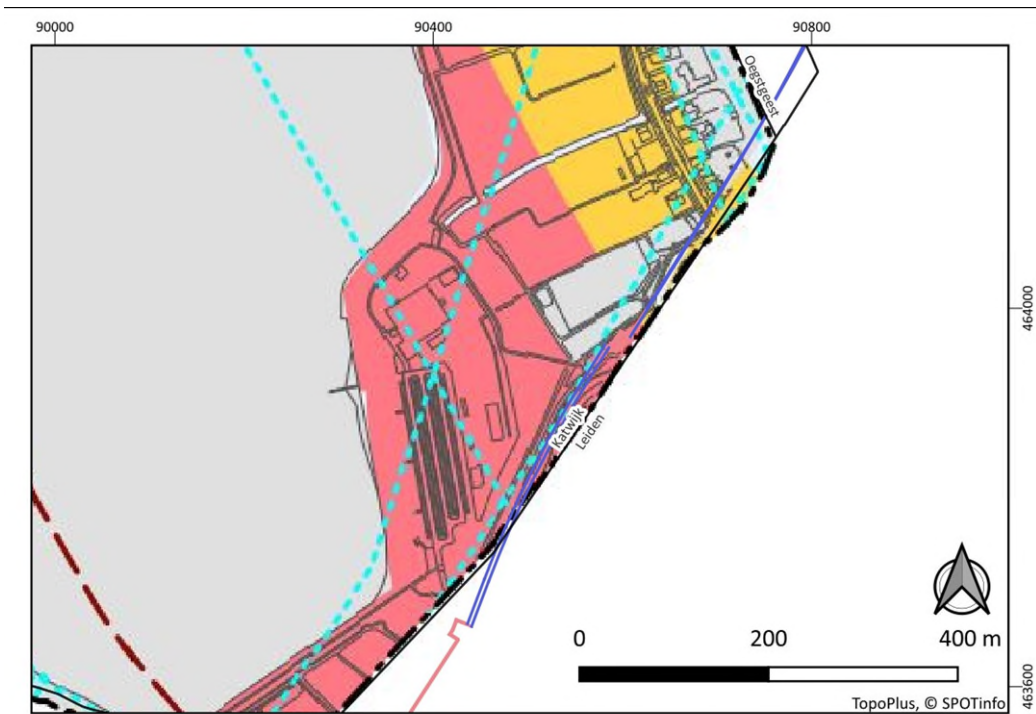 90000
90400
90800
Oegstgeest
464000
Katwijk
Leiden
0
200
400 m
463600
TopoPlus, © SPOTinfo